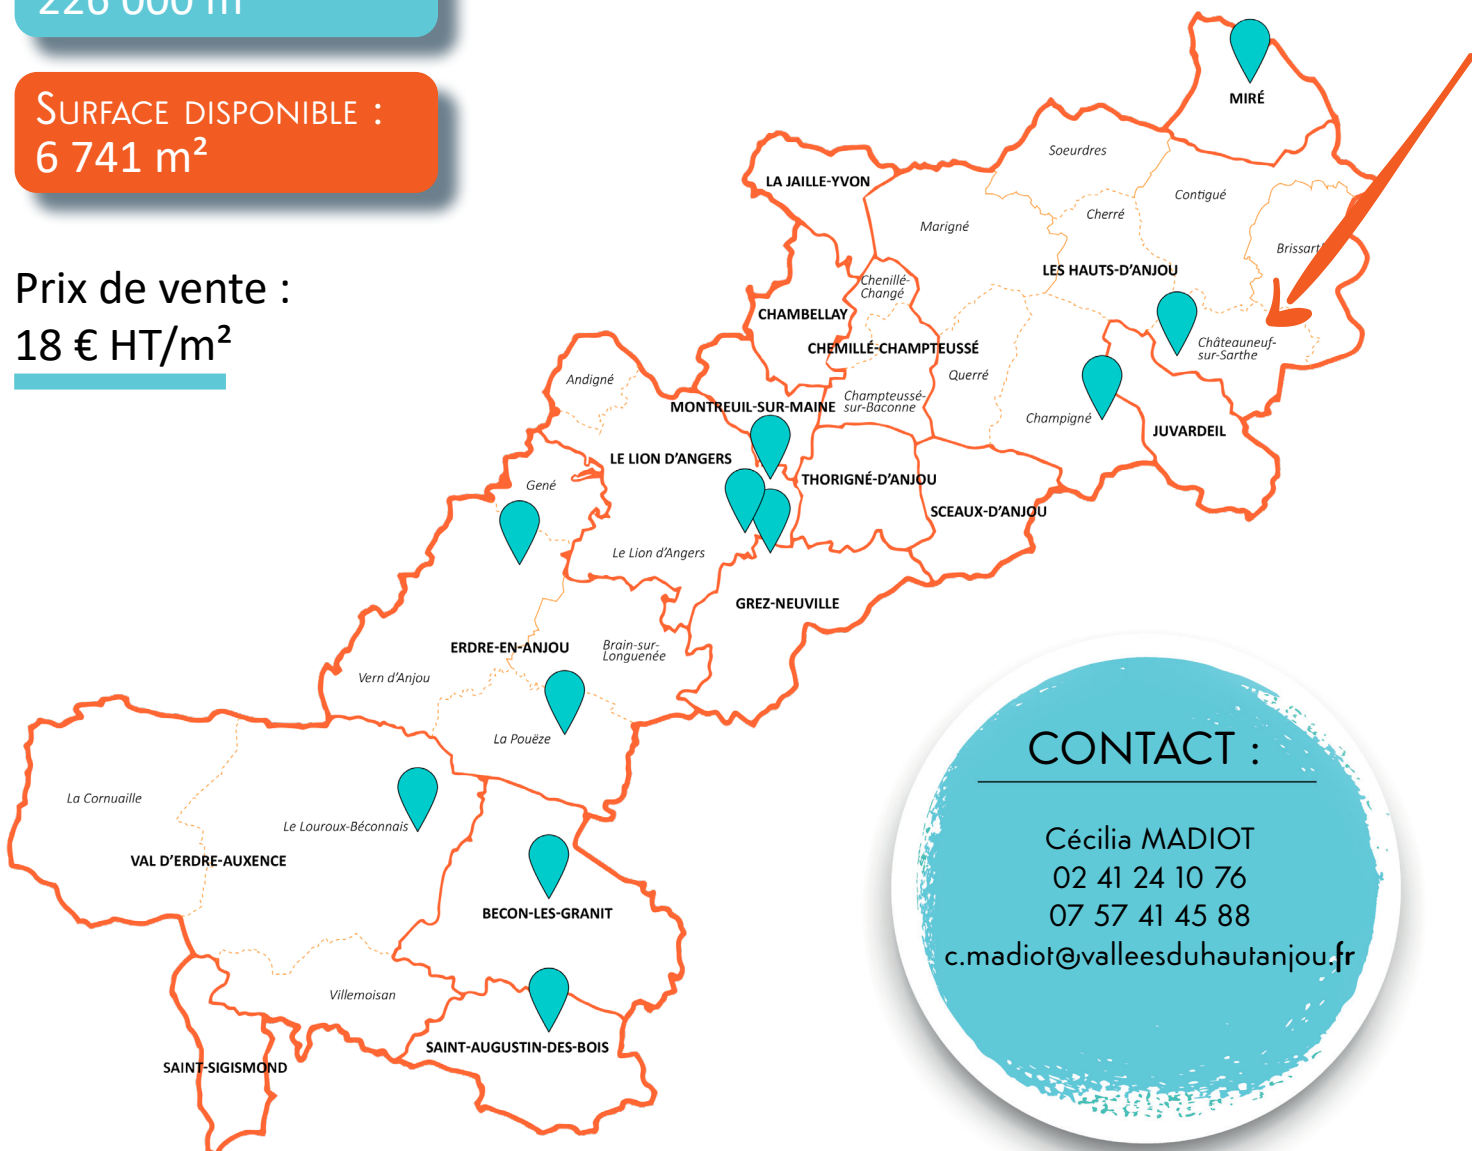 226 000 m
SURFACE DISPONIBLE :
6 741 m²
Prix de vente :
18 € HT/m²
MIRÉ
Soeurdres
LA JAILLE-YVON
Contigué
Cherré
Marigné
Brissart
LES HAUTS-D'ANJOU
Chenillé-
Changé
CHAMBELLAY
CHEMILLÉ-CHAMPTEUSSÉ
Châteauneuf-
sur-Sarthe
Querré
Andigné
Champteussé-
sur-Baconne
MONTREUIL-SUR-MAINE
Champigné
JUVARDEIL
LE LION D'ANGERS
THORIGNÉ-D'ANJOU
Gené
SCEAUX-D'ANJOU
Le Lion d'Angers
GREZ-NEUVILLE
ERDRE-EN-ANJOU
Brain-sur-
Longuenée
Vern d'Anjou
La Pouëze
La Cornuaille
Le Louroux-Béconnais
VAL D'ERDRE-AUXENCE
BECON-LES-GRANIT
Villemoisan
SAINT-AUGUSTIN-DES-BOIS
SAINT-SIGISMOND
CONTACT :
Cécilia MADIOT
02 41 24 10 76
07 57 41 45 88
c.madiot@valleesduhautanjou.fr